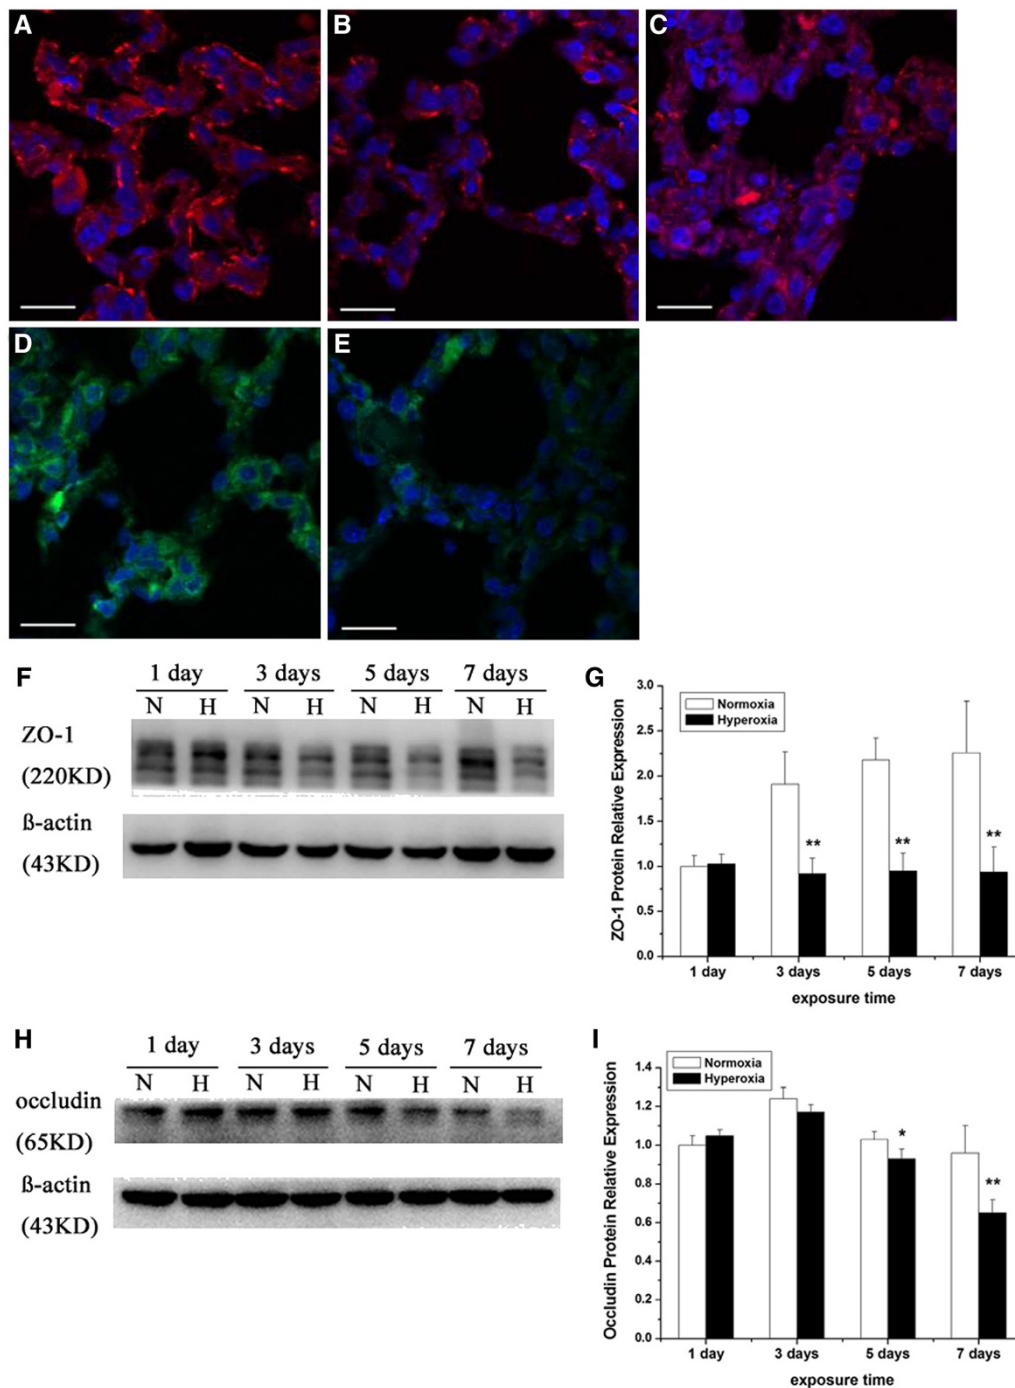 A
B
C
D
E
F
1 day 3 days 5 days 7 days
N H N H N H N H
ZO-1
(220KD)
ß-actin
(43KD)
G
ZO-1 Protein Relative Expression
3.0
2.5
2.0
1.5
1.0
0.5
0.0
Normoxia
Hyperoxia
** ** **
1 day 3 days 5 days 7 days
exposure time
H
1 day 3 days 5 days 7 days
N H N H N H N H
occludin
(65KD)
ß-actin
(43KD)
I
Occludin Protein Relative Expression
1.4
1.2
1.0
0.8
0.6
0.4
0.2
0.0
Normoxia
Hyperoxia
* **
1 day 3 days 5 days 7 days
exposure time